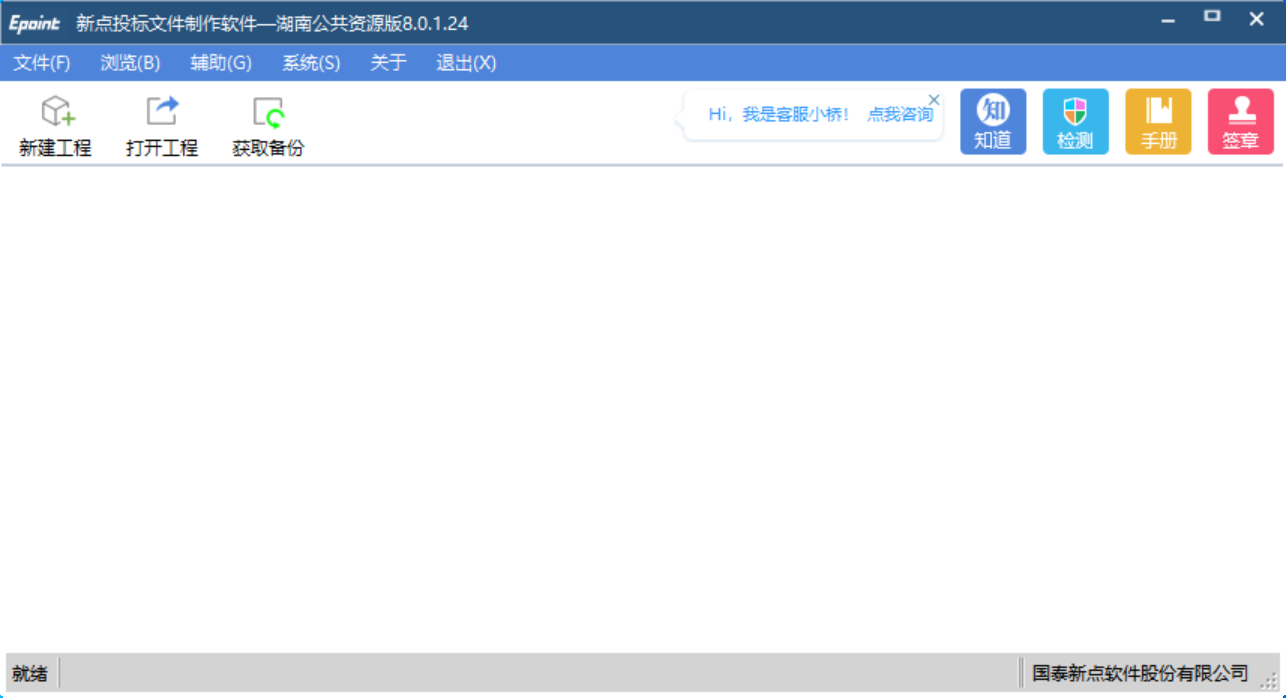 Epoint 新点投标文件制作软件—湖南公共资源版8.0.1.24
文件(F) 浏览(B) 辅助(G) 系统(S) 关于 退出(X)
新建工程 打开工程 获取备份
Hi，我是客服小桥！ 点我咨询
知 知道
检测
手册
签章
就绪
国泰新点软件股份有限公司